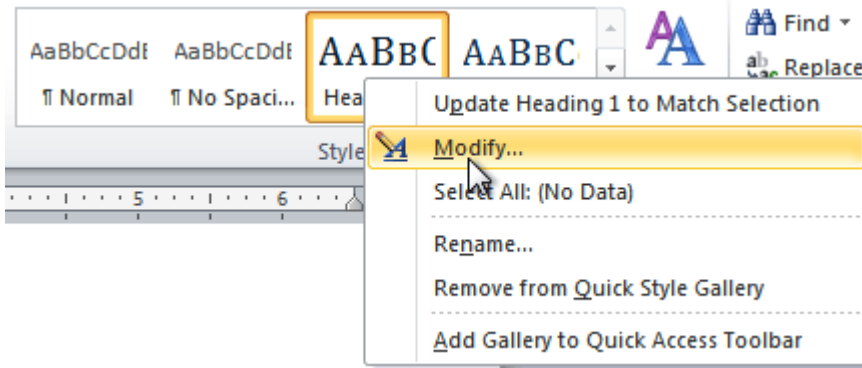 AaBbCcDdE AaBbCcDdE AABBC AABBC A A Find
¶ Normal ¶ No Spaci... Hea Replace
Update Heading 1 to Match Selection
Style A Modify...
5 6 Select All: (No Data)
Rename...
Remove from Quick Style Gallery
Add Gallery to Quick Access Toolbar